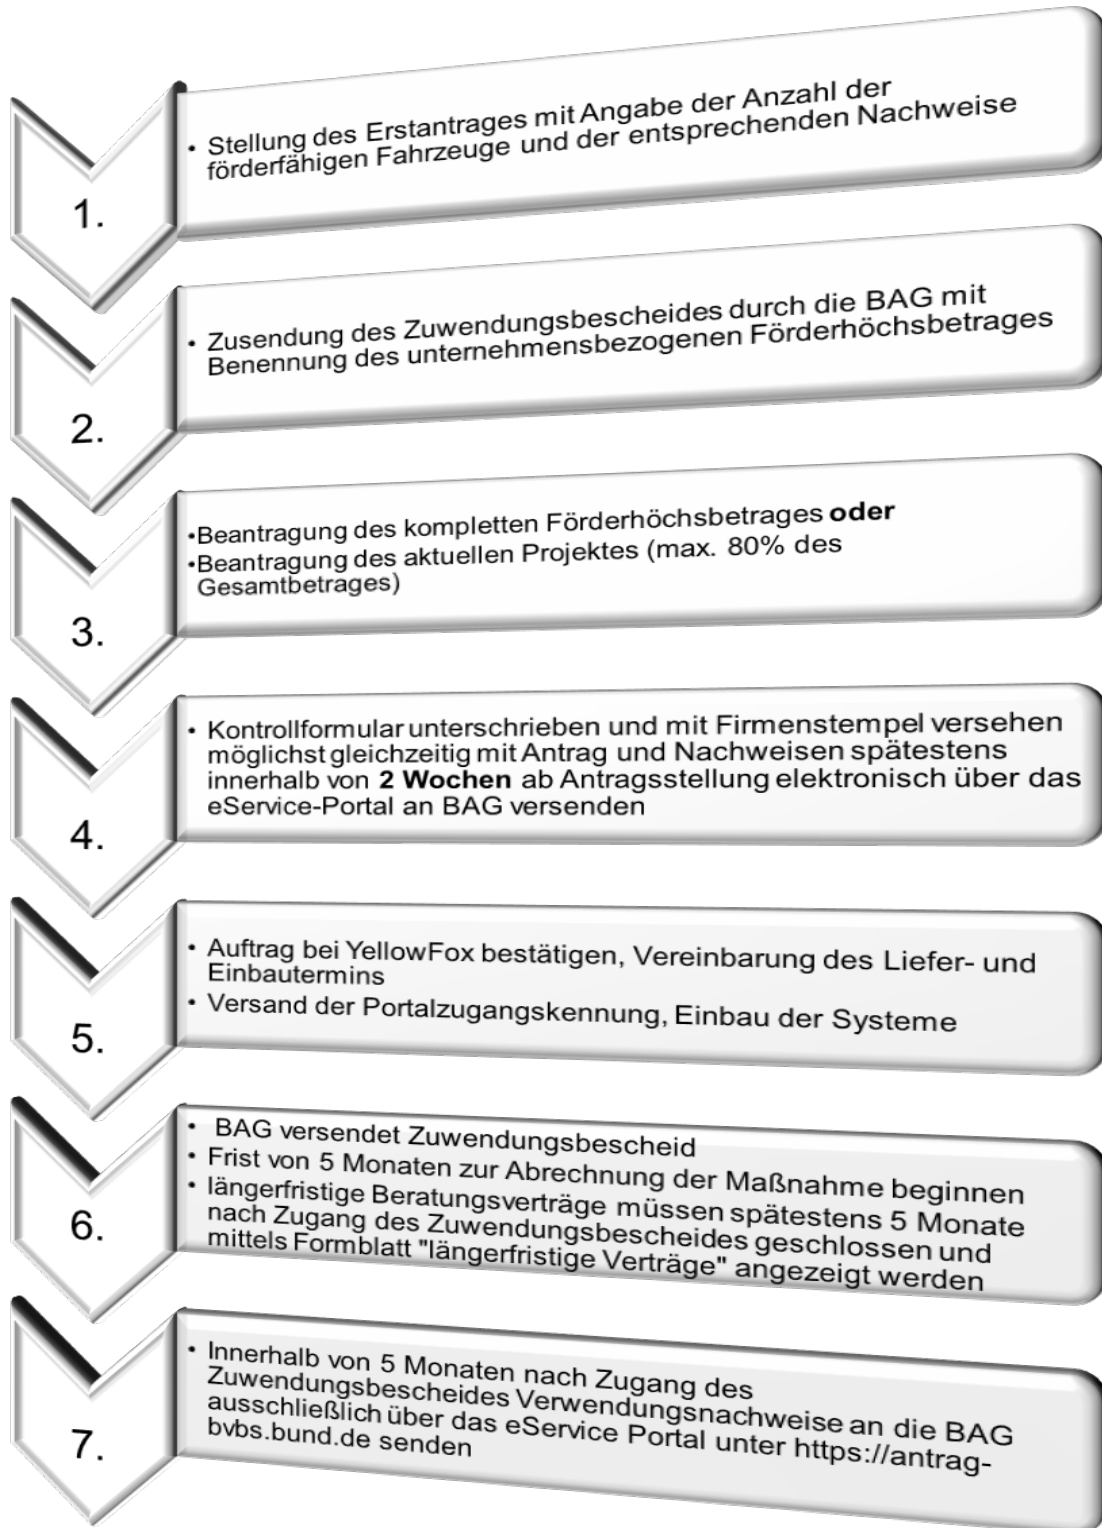 1.
• Stellung des Erstantrages mit Angabe der Anzahl der
förderfähigen Fahrzeuge und der entsprechenden Nachweise
2.
• Zusendung des Zuwendungsbescheides durch die BAG mit
Benennung des unternehmensbezogenen Förderhöchsbetrages
3.
•Beantragung des kompletten Förderhöchsbetrages oder
•Beantragung des aktuellen Projektes (max. 80% des
Gesamtbetrages)
4.
• Kontrollformular unterschrieben und mit Firmenstempel versehen
möglichst gleichzeitig mit Antrag und Nachweisen spätestens
innerhalb von 2 Wochen ab Antragsstellung elektronisch über das
eService-Portal an BAG versenden
5.
• Auftrag bei YellowFox bestätigen, Vereinbarung des Liefer- und
Einbautermins
• Versand der Portalzugangskennung, Einbau der Systeme
6.
• BAG versendet Zuwendungsbescheid
• Frist von 5 Monaten zur Abrechnung der Maßnahme beginnen
• längerfristige Beratungsverträge müssen spätestens 5 Monate
nach Zugang des Zuwendungsbescheides geschlossen und
mittels Formblatt "längerfristige Verträge" angezeigt werden
7.
• Innerhalb von 5 Monaten nach Zugang des
Zuwendungsbescheides Verwendungsnachweise an die BAG
ausschließlich über das eService Portal unter https://antrag-
bvbs.bund.de senden